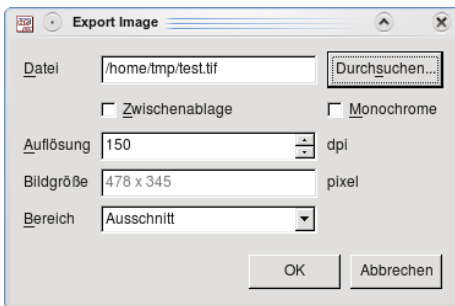 Export Image
Datei /home/tmp/test.tif Durchsuchen...
Zwischenablage Monochrome
Auflösung 150 dpi
Bildgröße 478 x 345 pixel
Bereich Ausschnitt
OK Abbrechen